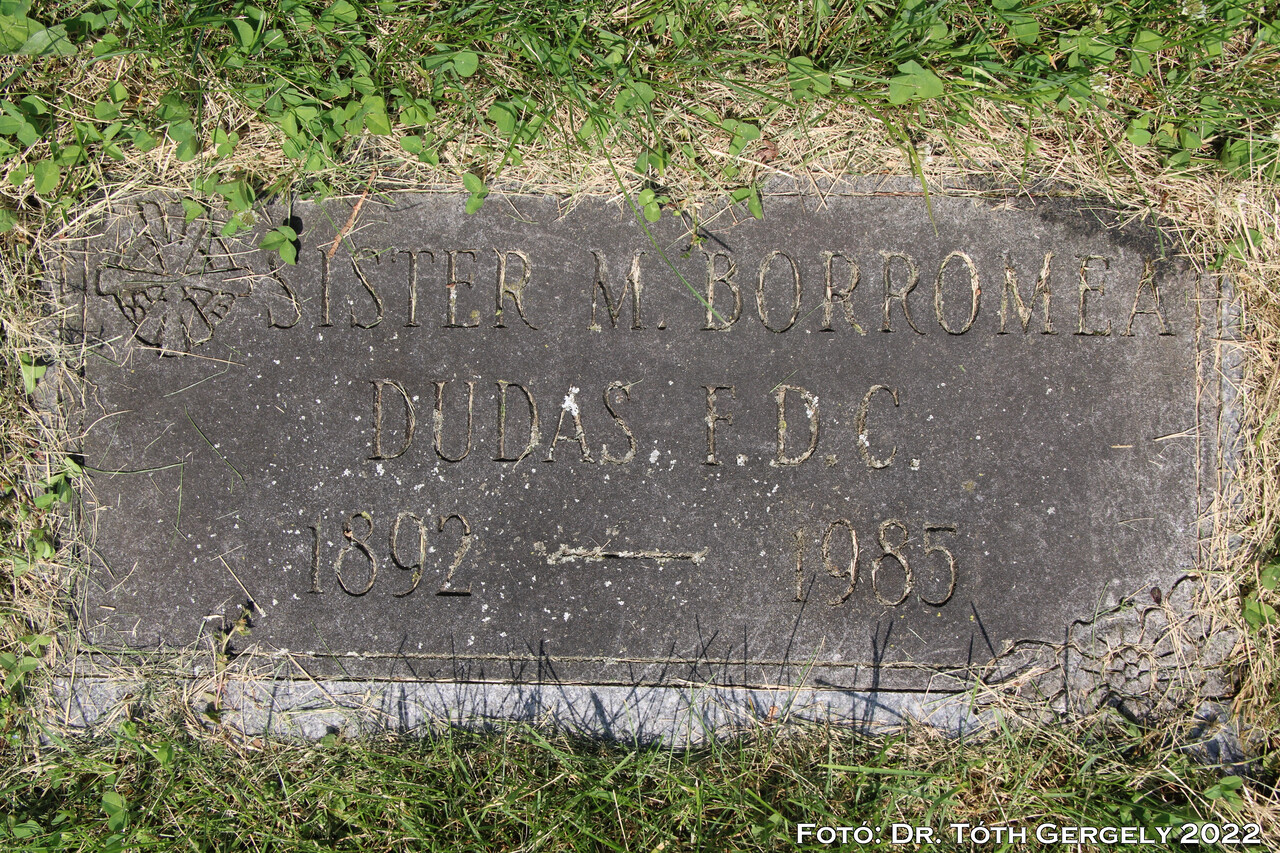 SISTER M. BORROMEA
DUDAS, F.D.C.
1892 — 1985
Fotó: Dr. Tóth Gergely 2022